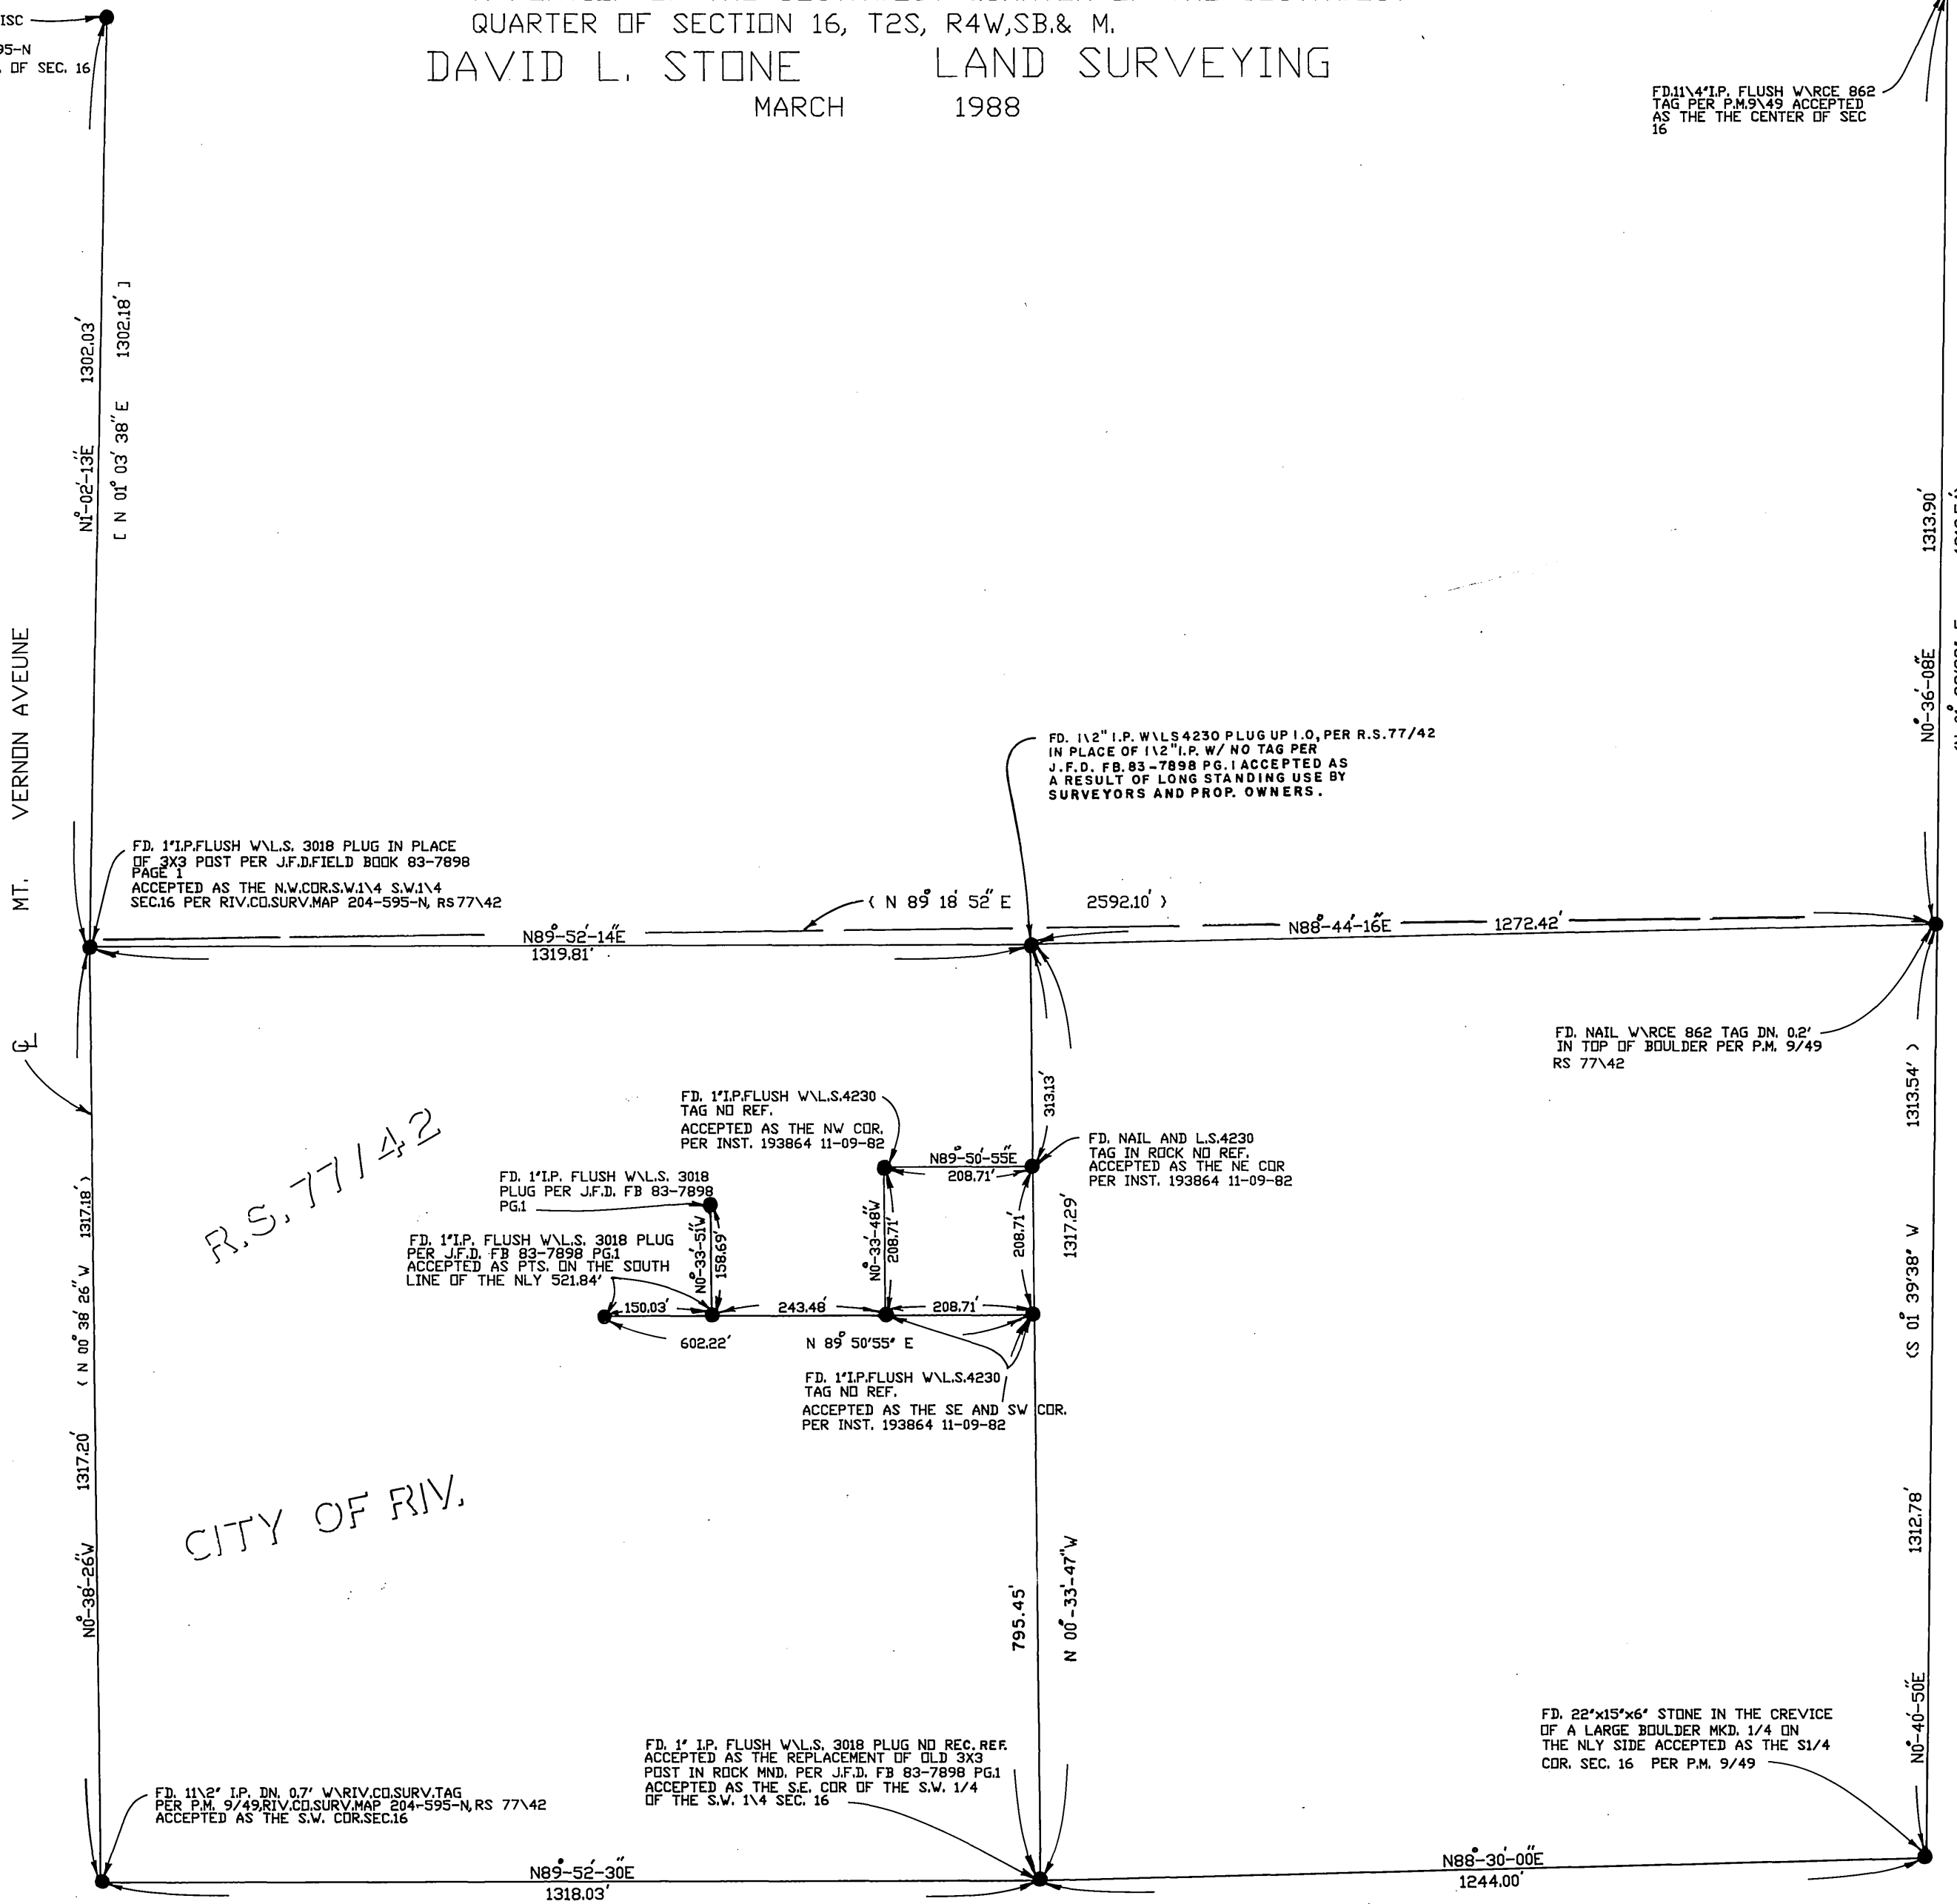 ISC
95-N
. OF SEC. 16
QUARTER OF SECTION 16, T2S, R4W,SB.& M.
DAVID L. STONE LAND SURVEYING
MARCH 1988
FD.11\4"I.P. FLUSH W\RCE 862
TAG PER P.M.9\49 ACCEPTED
AS THE THE CENTER OF SEC
16
N1°-02'-13"E 1302.03'
[ N 01° 03' 38" E 1302.18' ]
MT. VERNON AVEUNE
CL
N0°-36'-08"E 1313.90'
FD. 1\2" I.P. W\LS 4230 PLUG UP 1.0, PER R.S.77/42
IN PLACE OF 1\2"I.P. W/ NO TAG PER
J.F.D. FB.83-7898 PG.1 ACCEPTED AS
A RESULT OF LONG STANDING USE BY
SURVEYORS AND PROP. OWNERS.
FD. 1"I.P.FLUSH W\L.S. 3018 PLUG IN PLACE
OF 3X3 POST PER J.F.D.FIELD BOOK 83-7898
PAGE 1
ACCEPTED AS THE N.W.COR.S.W.1\4 S.W.1\4
SEC.16 PER RIV.CO.SURV.MAP 204-595-N, RS77\42
( N 89° 18' 52" E 2592.10' )
N89°-52'-14"E
1319.81'
N88°-44'-16"E 1272.42'
FD. NAIL W\RCE 862 TAG DN. 0.2'
IN TOP OF BOULDER PER P.M. 9/49
RS 77\42
313.13'
FD. 1"I.P.FLUSH W\L.S.4230
TAG NO REF.
ACCEPTED AS THE NW COR.
PER INST. 193864 11-09-82
N89°-50'-55"E
208.71'
FD. NAIL AND L.S.4230
TAG IN ROCK NO REF.
ACCEPTED AS THE NE COR
PER INST. 193864 11-09-82
R.S. 77/42
FD. 1"I.P. FLUSH W\L.S. 3018
PLUG PER J.F.D. FB 83-7898
PG.1
FD. 1"I.P. FLUSH W\L.S. 3018 PLUG
PER J.F.D. FB 83-7898 PG.1
ACCEPTED AS PTS. ON THE SOUTH
LINE OF THE NLY 521.84'
N0°-33'-51"W
158.69'
N0°-33'-48"W
208.71'
208.71'
1317.29'
150.03' 243.48' 208.71'
602.22' N 89° 50'55" E
FD. 1"I.P.FLUSH W\L.S.4230
TAG NO REF.
ACCEPTED AS THE SE AND SW COR.
PER INST. 193864 11-09-82
( N 00° 38' 26" W 1317.18' )
N0°-38'-26"W 1317.20'
(S 01° 39'38" W 1313.54' )
N0°-40'-50"E 1312.78'
CITY OF RIV.
795.45'
N 00°-33'-47"W
FD. 22"x15"x6" STONE IN THE CREVICE
OF A LARGE BOULDER MKD. 1/4 ON
THE NLY SIDE ACCEPTED AS THE S1/4
COR. SEC. 16 PER P.M. 9/49
FD. 1" I.P. FLUSH W\L.S. 3018 PLUG NO REC. REF.
ACCEPTED AS THE REPLACEMENT OF OLD 3X3
POST IN ROCK MND. PER J.F.D. FB 83-7898 PG.1
ACCEPTED AS THE S.E. COR OF THE S.W. 1/4
OF THE S.W. 1\4 SEC. 16
FD. 11\2" I.P. DN. 0.7' W\RIV.CO.SURV.TAG
PER P.M. 9/49,RIV.CO.SURV.MAP 204-595-N,RS 77\42
ACCEPTED AS THE S.W. COR.SEC.16
N89°-52'-30"E
1318.03'
N88°-30'-00"E
1244.00'